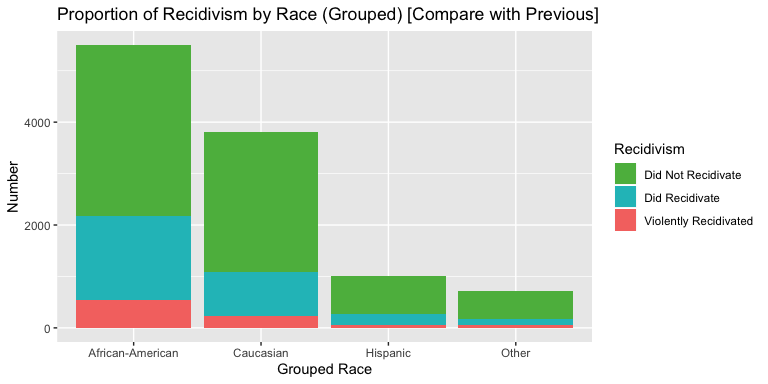 Proportion of Recidivism by Race (Grouped) [Compare with Previous]
Number
4000
2000
0
African-American
Caucasian
Hispanic
Other
Grouped Race
Recidivism
Did Not Recidivate
Did Recidivate
Violently Recidivated